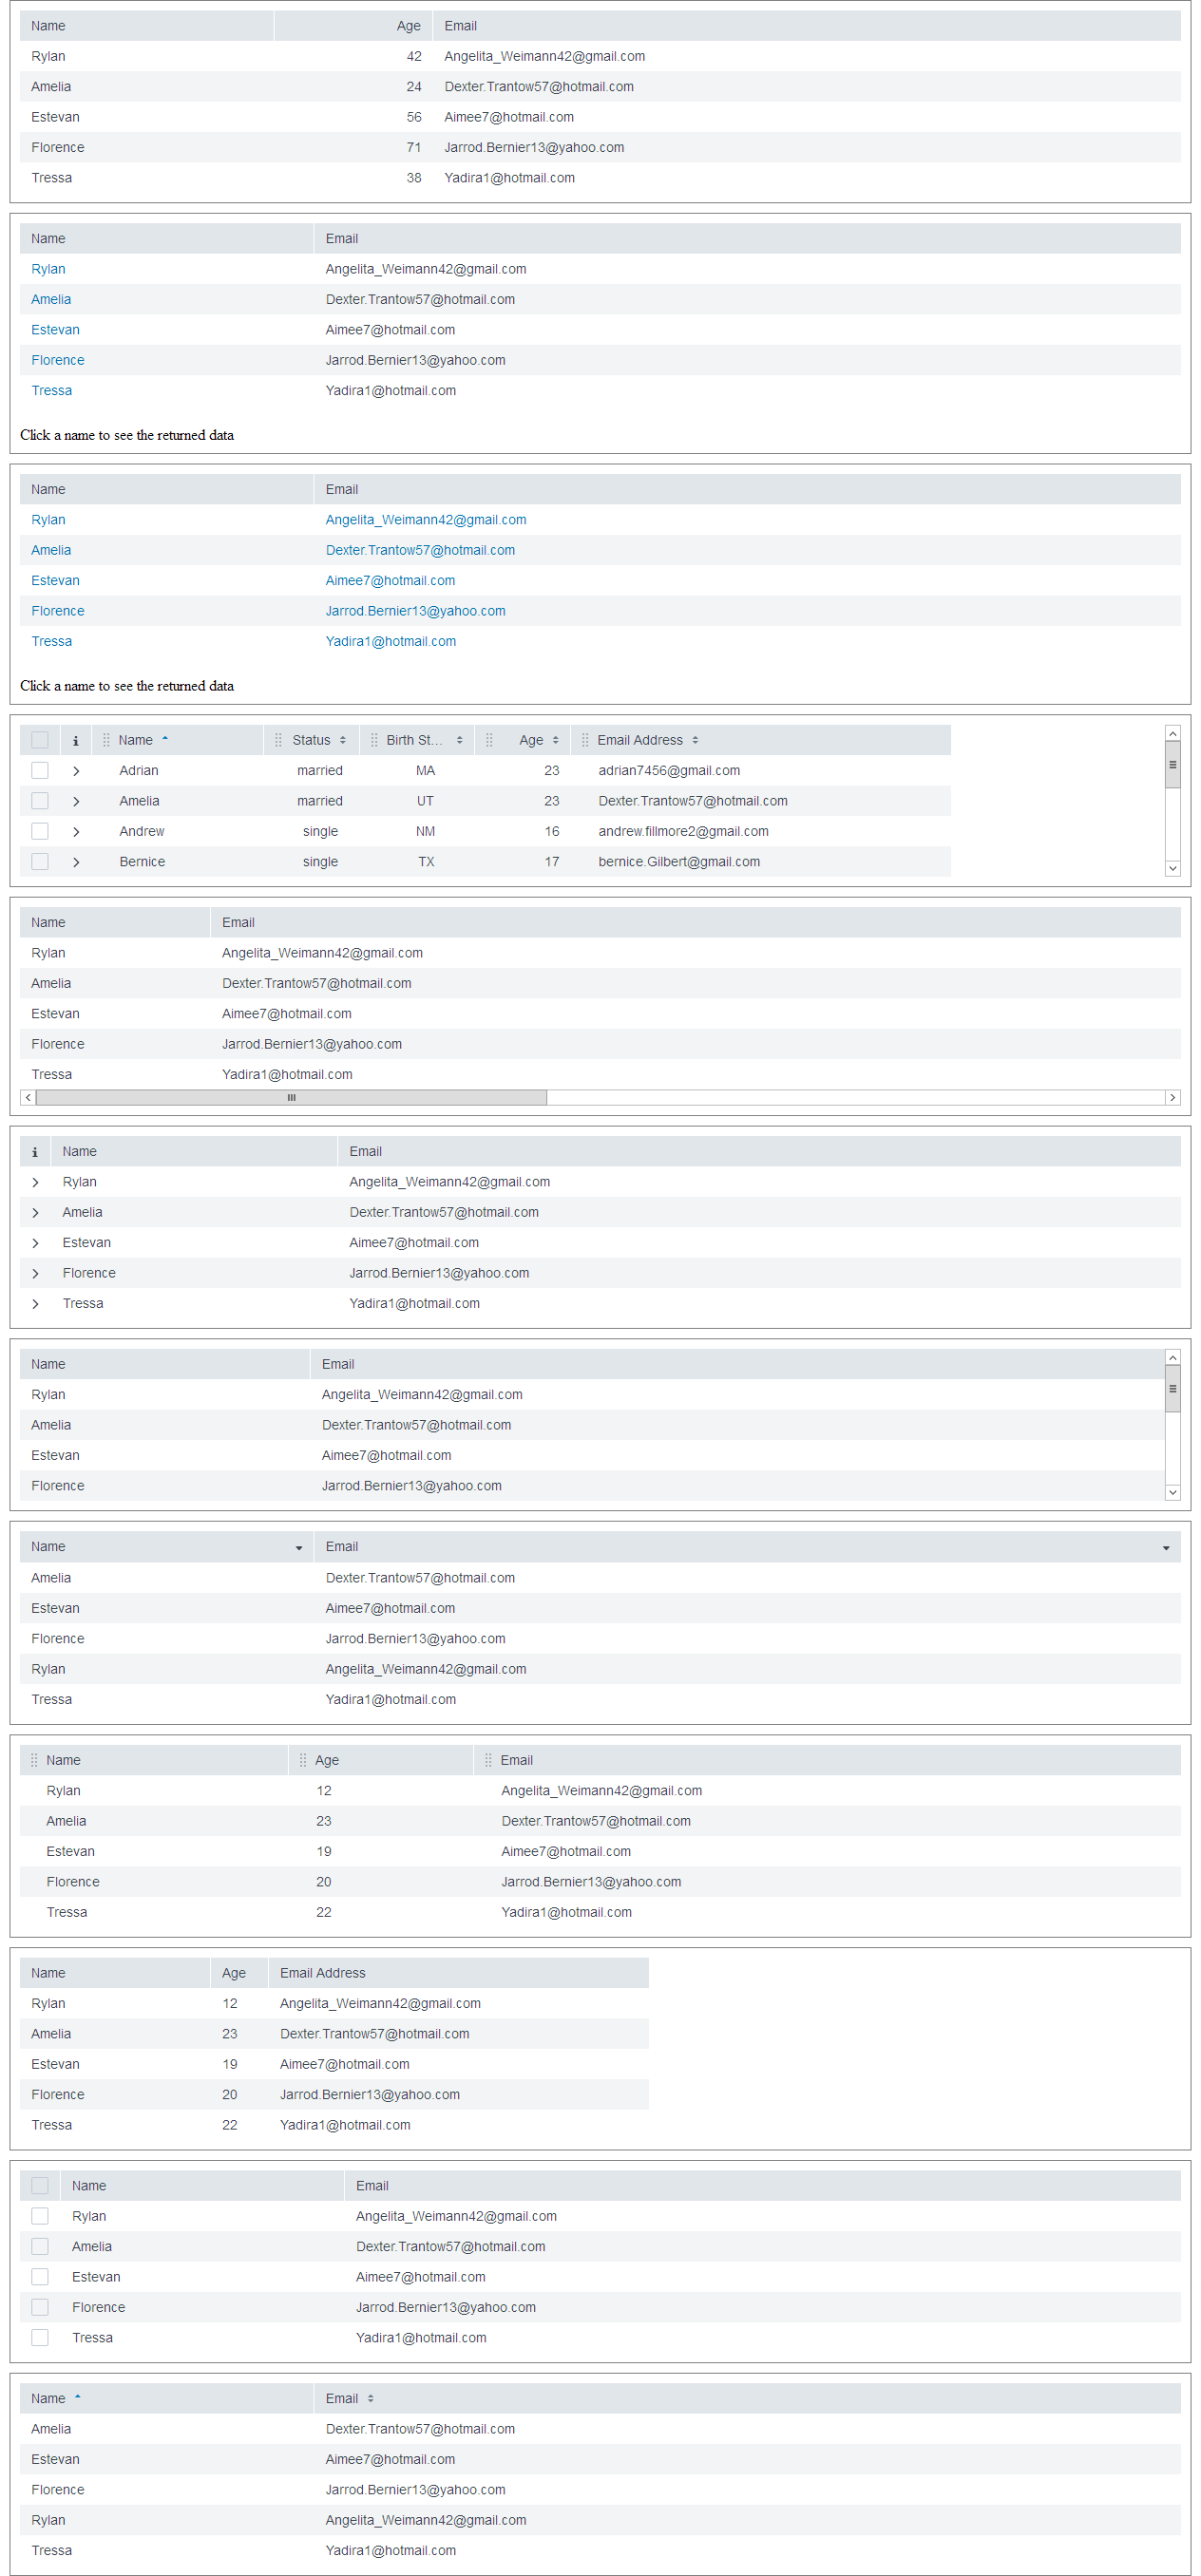 Name Age Email
Rylan 42 Angelita_Weimann42@gmail.com
Amelia 24 Dexter.Trantow57@hotmail.com
Estevan 56 Aimee7@hotmail.com
Florence 71 Jarrod.Bernier13@yahoo.com
Tressa 38 Yadira1@hotmail.com
Name Email
Rylan Angelita_Weimann42@gmail.com
Amelia Dexter.Trantow57@hotmail.com
Estevan Aimee7@hotmail.com
Florence Jarrod.Bernier13@yahoo.com
Tressa Yadira1@hotmail.com
Click a name to see the returned data
Name Email
Rylan Angelita_Weimann42@gmail.com
Amelia Dexter.Trantow57@hotmail.com
Estevan Aimee7@hotmail.com
Florence Jarrod.Bernier13@yahoo.com
Tressa Yadira1@hotmail.com
Click a name to see the returned data
Name Status Birth St... Age Email Address
Adrian married MA 23 adrian7456@gmail.com
Amelia married UT 23 Dexter.Trantow57@hotmail.com
Andrew single NM 16 andrew.fillmore2@gmail.com
Bernice single TX 17 bernice.Gilbert@gmail.com
Name Email
Rylan Angelita_Weimann42@gmail.com
Amelia Dexter.Trantow57@hotmail.com
Estevan Aimee7@hotmail.com
Florence Jarrod.Bernier13@yahoo.com
Tressa Yadira1@hotmail.com
Name Email
Rylan Angelita_Weimann42@gmail.com
Amelia Dexter.Trantow57@hotmail.com
Estevan Aimee7@hotmail.com
Florence Jarrod.Bernier13@yahoo.com
Tressa Yadira1@hotmail.com
Name Email
Rylan Angelita_Weimann42@gmail.com
Amelia Dexter.Trantow57@hotmail.com
Estevan Aimee7@hotmail.com
Florence Jarrod.Bernier13@yahoo.com
Name Email
Amelia Dexter.Trantow57@hotmail.com
Estevan Aimee7@hotmail.com
Florence Jarrod.Bernier13@yahoo.com
Rylan Angelita_Weimann42@gmail.com
Tressa Yadira1@hotmail.com
Name Age Email
Rylan 12 Angelita_Weimann42@gmail.com
Amelia 23 Dexter.Trantow57@hotmail.com
Estevan 19 Aimee7@hotmail.com
Florence 20 Jarrod.Bernier13@yahoo.com
Tressa 22 Yadira1@hotmail.com
Name Age Email Address
Rylan 12 Angelita_Weimann42@gmail.com
Amelia 23 Dexter.Trantow57@hotmail.com
Estevan 19 Aimee7@hotmail.com
Florence 20 Jarrod.Bernier13@yahoo.com
Tressa 22 Yadira1@hotmail.com
Name Email
Rylan Angelita_Weimann42@gmail.com
Amelia Dexter.Trantow57@hotmail.com
Estevan Aimee7@hotmail.com
Florence Jarrod.Bernier13@yahoo.com
Tressa Yadira1@hotmail.com
Name Email
Amelia Dexter.Trantow57@hotmail.com
Estevan Aimee7@hotmail.com
Florence Jarrod.Bernier13@yahoo.com
Rylan Angelita_Weimann42@gmail.com
Tressa Yadira1@hotmail.com